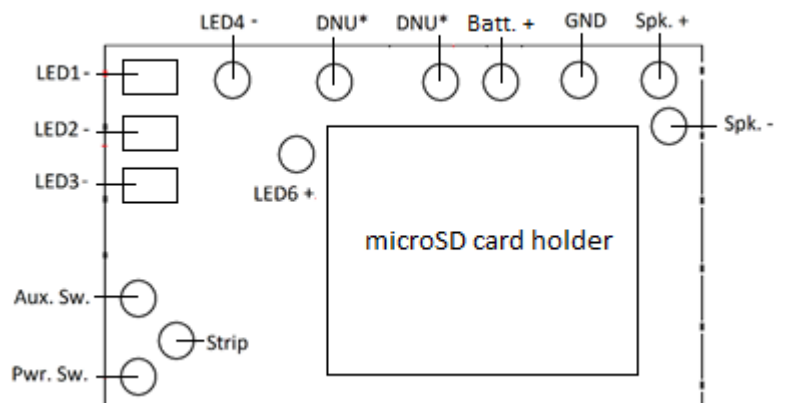 LED4 -
DNU*
DNU*
Batt. +
GND
Spk. +
LED1-
LED2 -
Spk. -
LED3-
LED6 +
microSD card holder
Aux. Sw.
Strip
Pwr. Sw.